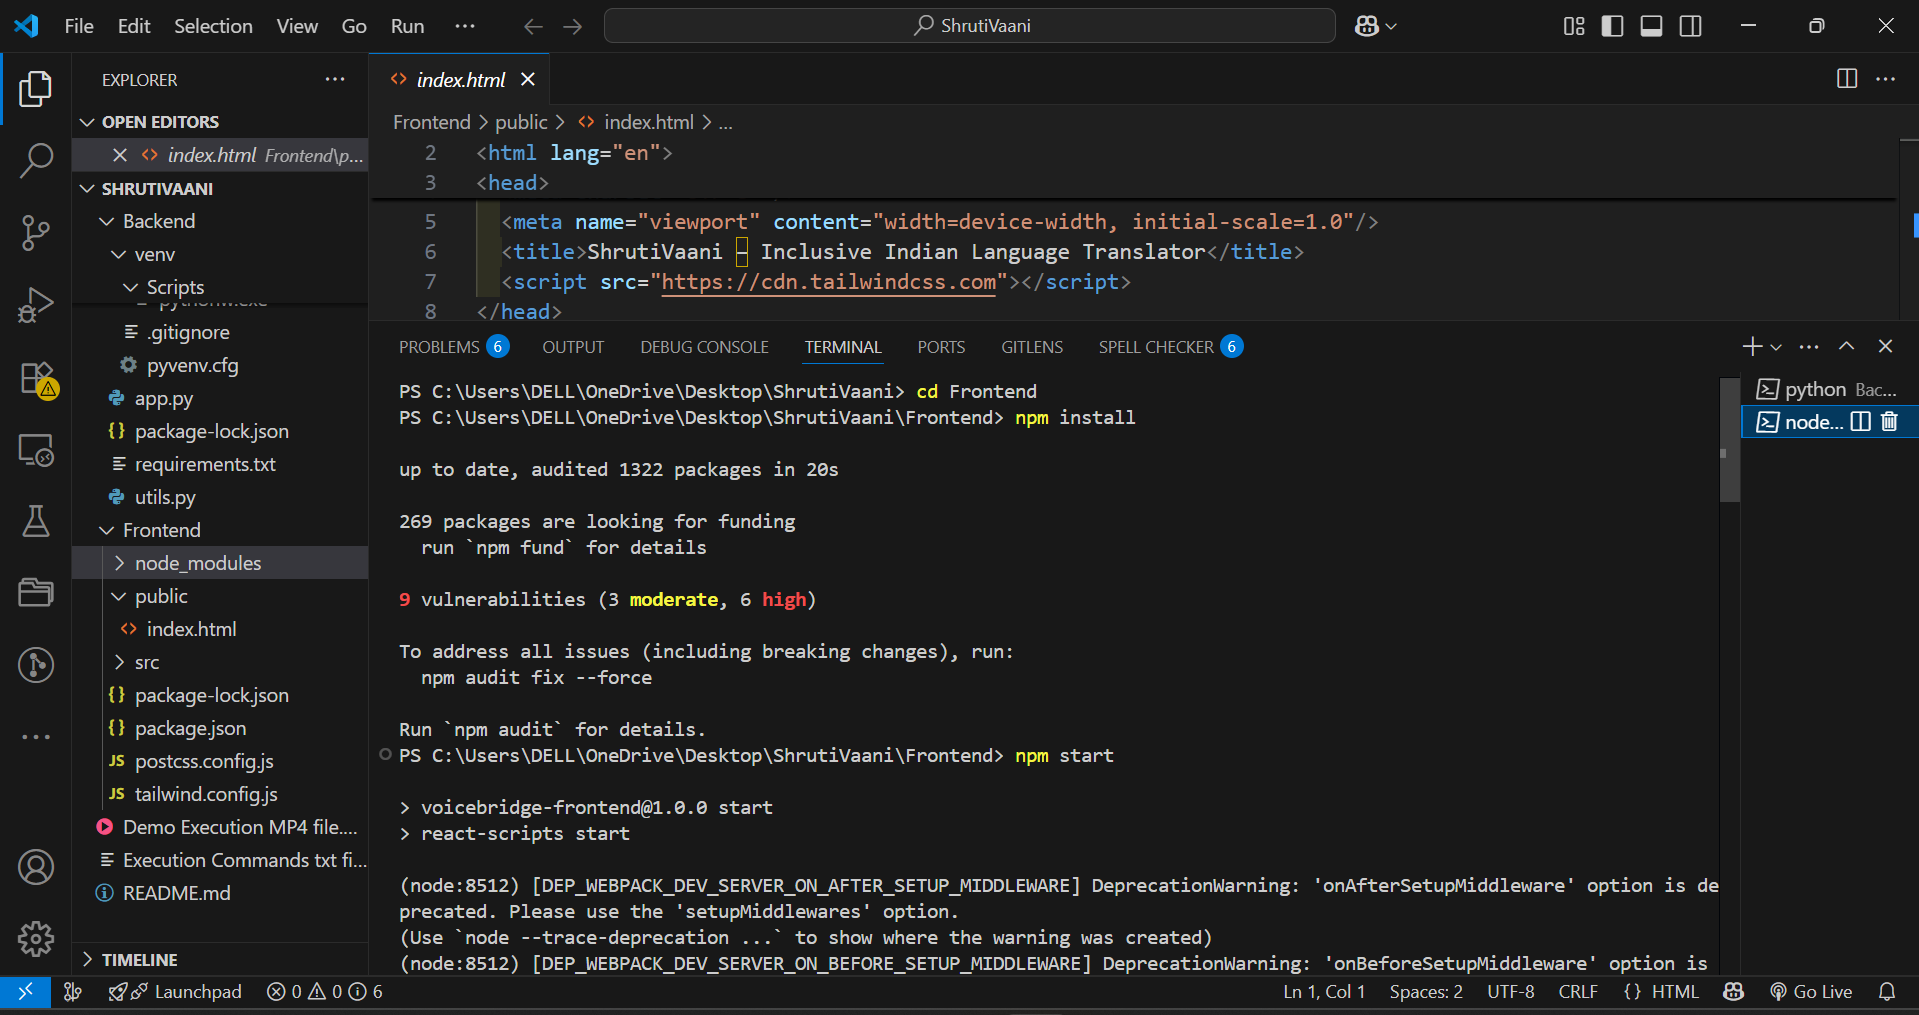 File Edit Selection View Go Run ··· ShrutiVaani
EXPLORER
OPEN EDITORS
index.html Frontend\p...
SHRUTIVAANI
Backend
venv
Scripts
pythonw.exe
.gitignore
pyvenv.cfg
app.py
package-lock.json
requirements.txt
utils.py
Frontend
node_modules
public
index.html
src
package-lock.json
package.json
postcss.config.js
tailwind.config.js
Demo Execution MP4 file....
Execution Commands txt fi...
README.md
TIMELINE
index.html
Frontend > public > index.html > ...
2 <html lang="en">
3 <head>
5 <meta name="viewport" content="width=device-width, initial-scale=1.0"/>
6 <title>ShrutiVaani – Inclusive Indian Language Translator</title>
7 <script src="https://cdn.tailwindcss.com"></script>
8 </head>
PROBLEMS 6 OUTPUT DEBUG CONSOLE TERMINAL PORTS GITLENS SPELL CHECKER 6
PS C:\Users\DELL\OneDrive\Desktop\ShrutiVaani> cd Frontend
PS C:\Users\DELL\OneDrive\Desktop\ShrutiVaani\Frontend> npm install
up to date, audited 1322 packages in 20s
269 packages are looking for funding
run `npm fund` for details
9 vulnerabilities (3 moderate, 6 high)
To address all issues (including breaking changes), run:
npm audit fix --force
Run `npm audit` for details.
PS C:\Users\DELL\OneDrive\Desktop\ShrutiVaani\Frontend> npm start
> voicebridge-frontend@1.0.0 start
> react-scripts start
(node:8512) [DEP_WEBPACK_DEV_SERVER_ON_AFTER_SETUP_MIDDLEWARE] DeprecationWarning: 'onAfterSetupMiddleware' option is de
precated. Please use the 'setupMiddlewares' option.
(Use `node --trace-deprecation ...` to show where the warning was created)
(node:8512) [DEP_WEBPACK_DEV_SERVER_ON_BEFORE_SETUP_MIDDLEWARE] DeprecationWarning: 'onBeforeSetupMiddleware' option is
python Bac...
node...
Launchpad 0 0 6
Ln 1, Col 1 Spaces: 2 UTF-8 CRLF {} HTML Go Live